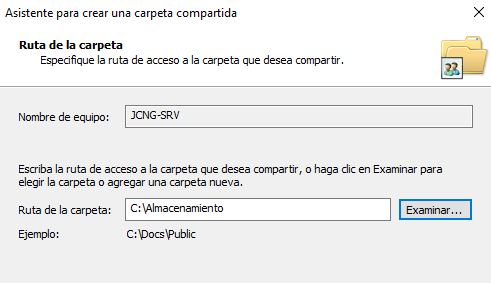 Asistente para crear una carpeta compartida
Ruta de la carpeta
Especifique la ruta de acceso a la carpeta que desea compartir.
Nombre de equipo: JCNG-SRV
Escriba la ruta de acceso a la carpeta que desea compartir, o haga clic en Examinar para
elegir la carpeta o agregar una carpeta nueva.
Ruta de la carpeta: C:\Almacenamiento Examinar...
Ejemplo: C:\Docs\Public